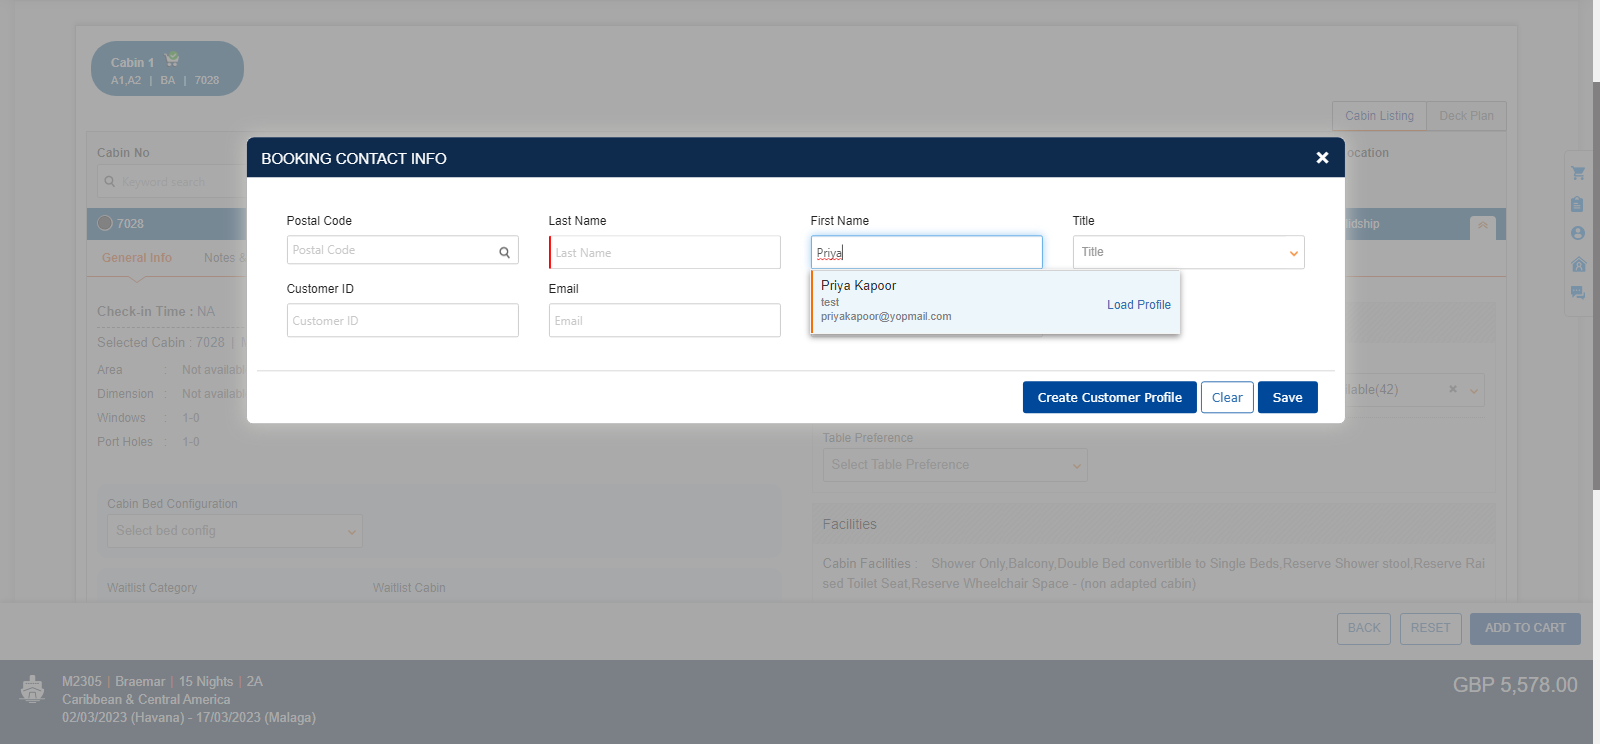 Cabin 1
A1,A2 | BA | 7028
Cabin Listing
Deck Plan
Cabin No
Keyword search
7028
General Info
Notes &
Check-in Time : NA
Selected Cabin : 7028 |
Area : Not availabl
Dimension : Not availabl
Windows : 1-0
Port Holes : 1-0
BOOKING CONTACT INFO
Postal Code
Last Name
First Name
Title
Postal Code
Last Name
Priya
Title
Customer ID
Email
Customer ID
Email
Priya Kapoor
test
priyakapoor@yopmail.com
Load Profile
Create Customer Profile
Clear
Save
ocation
idship
ilable(42)
Table Preference
Select Table Preference
Cabin Bed Configuration
Select bed config
Waitlist Category
Waitlist Cabin
Facilities
Cabin Facilities : Shower Only,Balcony,Double Bed convertible to Single Beds,Reserve Shower stool,Reserve Rai
sed Toilet Seat,Reserve Wheelchair Space - (non adapted cabin)
BACK
RESET
ADD TO CART
M2305 | Braemar | 15 Nights | 2A
Caribbean & Central America
02/03/2023 (Havana) - 17/03/2023 (Malaga)
GBP 5,578.00